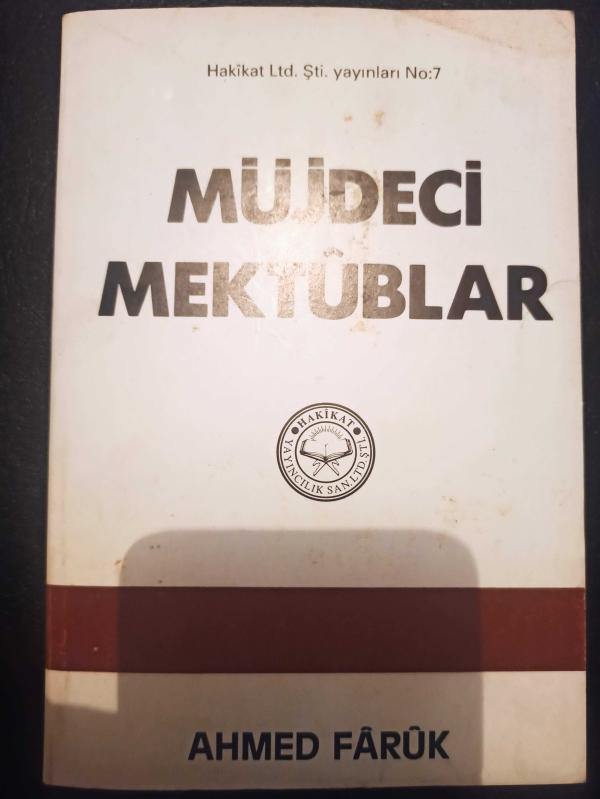 Hakîkat Ltd. Şti. yayınları No:7
MÜJDECİ
MEKTÛBLAR
HAKÎKAT
YAYINCILIK SAN.LTD.ŞTİ.
AHMED FÂRÛK